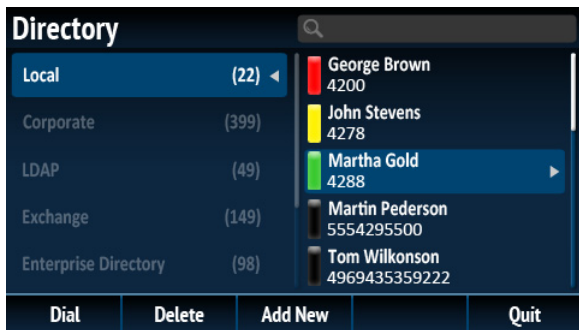 Directory
Local (22)
Corporate (399)
LDAP (49)
Exchange (149)
Enterprise Directory (98)
George Brown
4200
John Stevens
4278
Martha Gold
4288
Martin Pederson
5554295500
Tom Wilkonson
4969435359222
Dial Delete Add New Quit